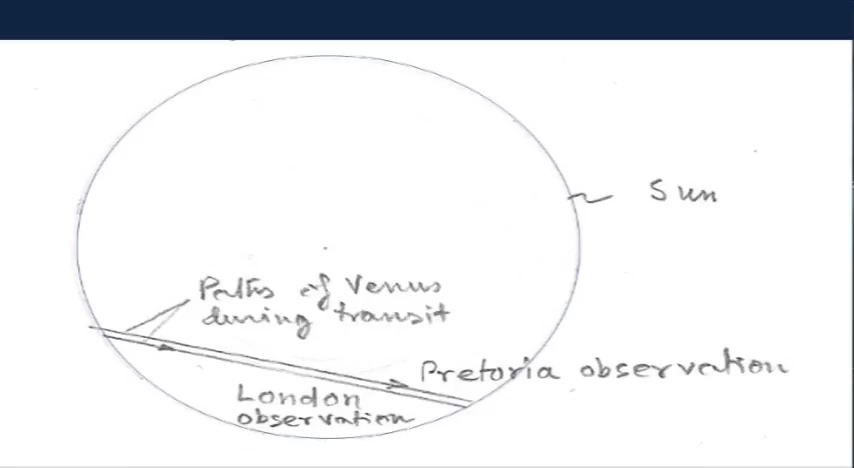 Sun
Paths of Venus
during transit
Pretoria observation
London
observation